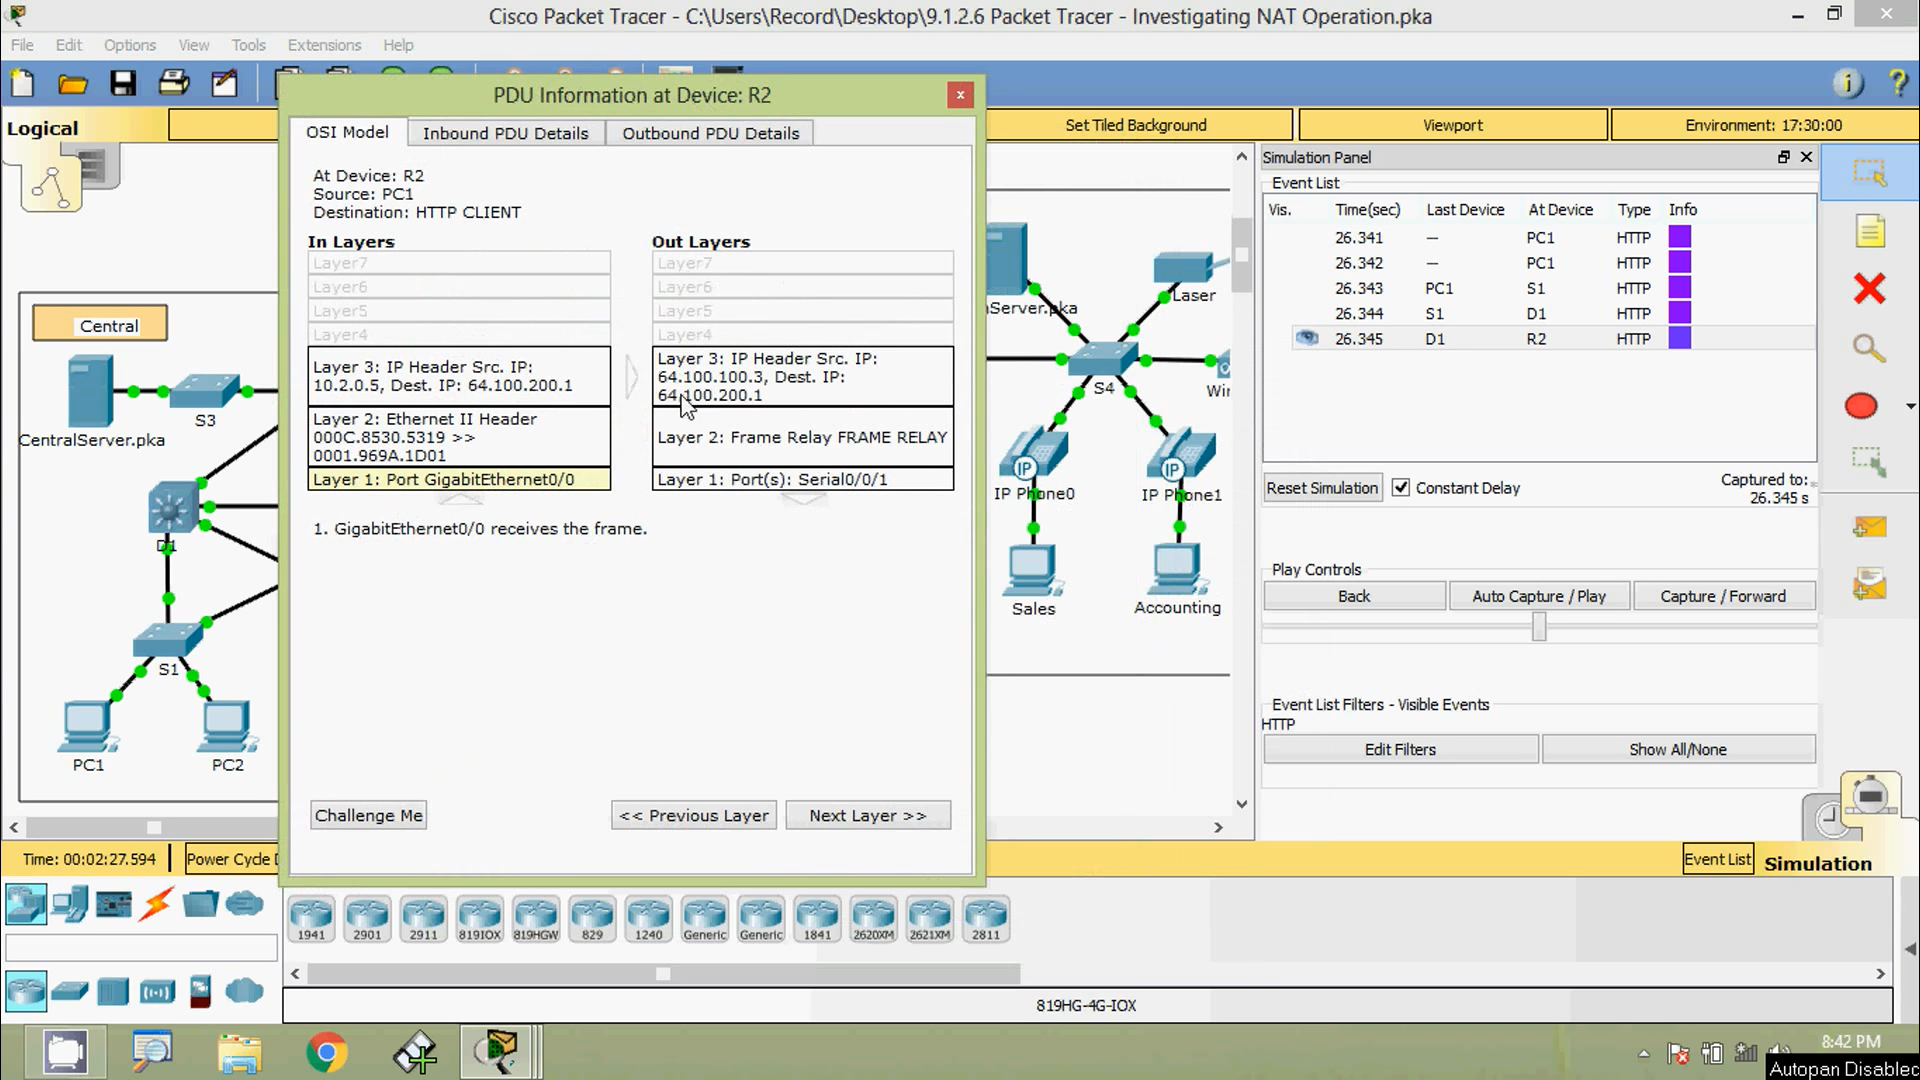 Cisco Packet Tracer - C:\Users\Record\Desktop\9.1.2.6 Packet Tracer - Investigating NAT Operation.pka
File Edit Options View Tools Extensions Help
PDU Information at Device: R2
x
Logical
Set Tiled Background
Viewport
Environment: 17:30:00
OSI Model
Inbound PDU Details
Outbound PDU Details
At Device: R2
Source: PC1
Destination: HTTP CLIENT
In Layers
Layer7
Layer6
Layer5
Layer4
Layer 3: IP Header Src. IP:
10.2.0.5, Dest. IP: 64.100.200.1
Layer 2: Ethernet II Header
000C.8530.5319 >>
0001.969A.1D01
Layer 1: Port GigabitEthernet0/0
Out Layers
Layer7
Layer6
Layer5
Layer4
Layer 3: IP Header Src. IP:
64.100.100.3, Dest. IP:
64.100.200.1
Layer 2: Frame Relay FRAME RELAY
Layer 1: Port(s): Serial0/0/1
1. GigabitEthernet0/0 receives the frame.
Challenge Me
<< Previous Layer
Next Layer >>
Central
CentralServer.pka
S3
D1
S1
PC1
PC2
Server.pka
Laser
S4
Wir
IP
IP Phone0
IP
IP Phone1
Sales
Accounting
Simulation Panel
Event List
Vis. Time(sec) Last Device At Device Type Info
26.341 -- PC1 HTTP
26.342 -- PC1 HTTP
26.343 PC1 S1 HTTP
26.344 S1 D1 HTTP
26.345 D1 R2 HTTP
Reset Simulation
Constant Delay
Captured to:
26.345 s
Play Controls
Back
Auto Capture / Play
Capture / Forward
Event List Filters - Visible Events
HTTP
Edit Filters
Show All/None
Time: 00:02:27.594
Power Cycle D
Event List
Simulation
1941
2901
2911
819IOX
819HGW
829
1240
Generic
Generic
1841
2620XM
2621XM
2811
819HG-4G-IOX
8:42 PM
Autopan Disabled